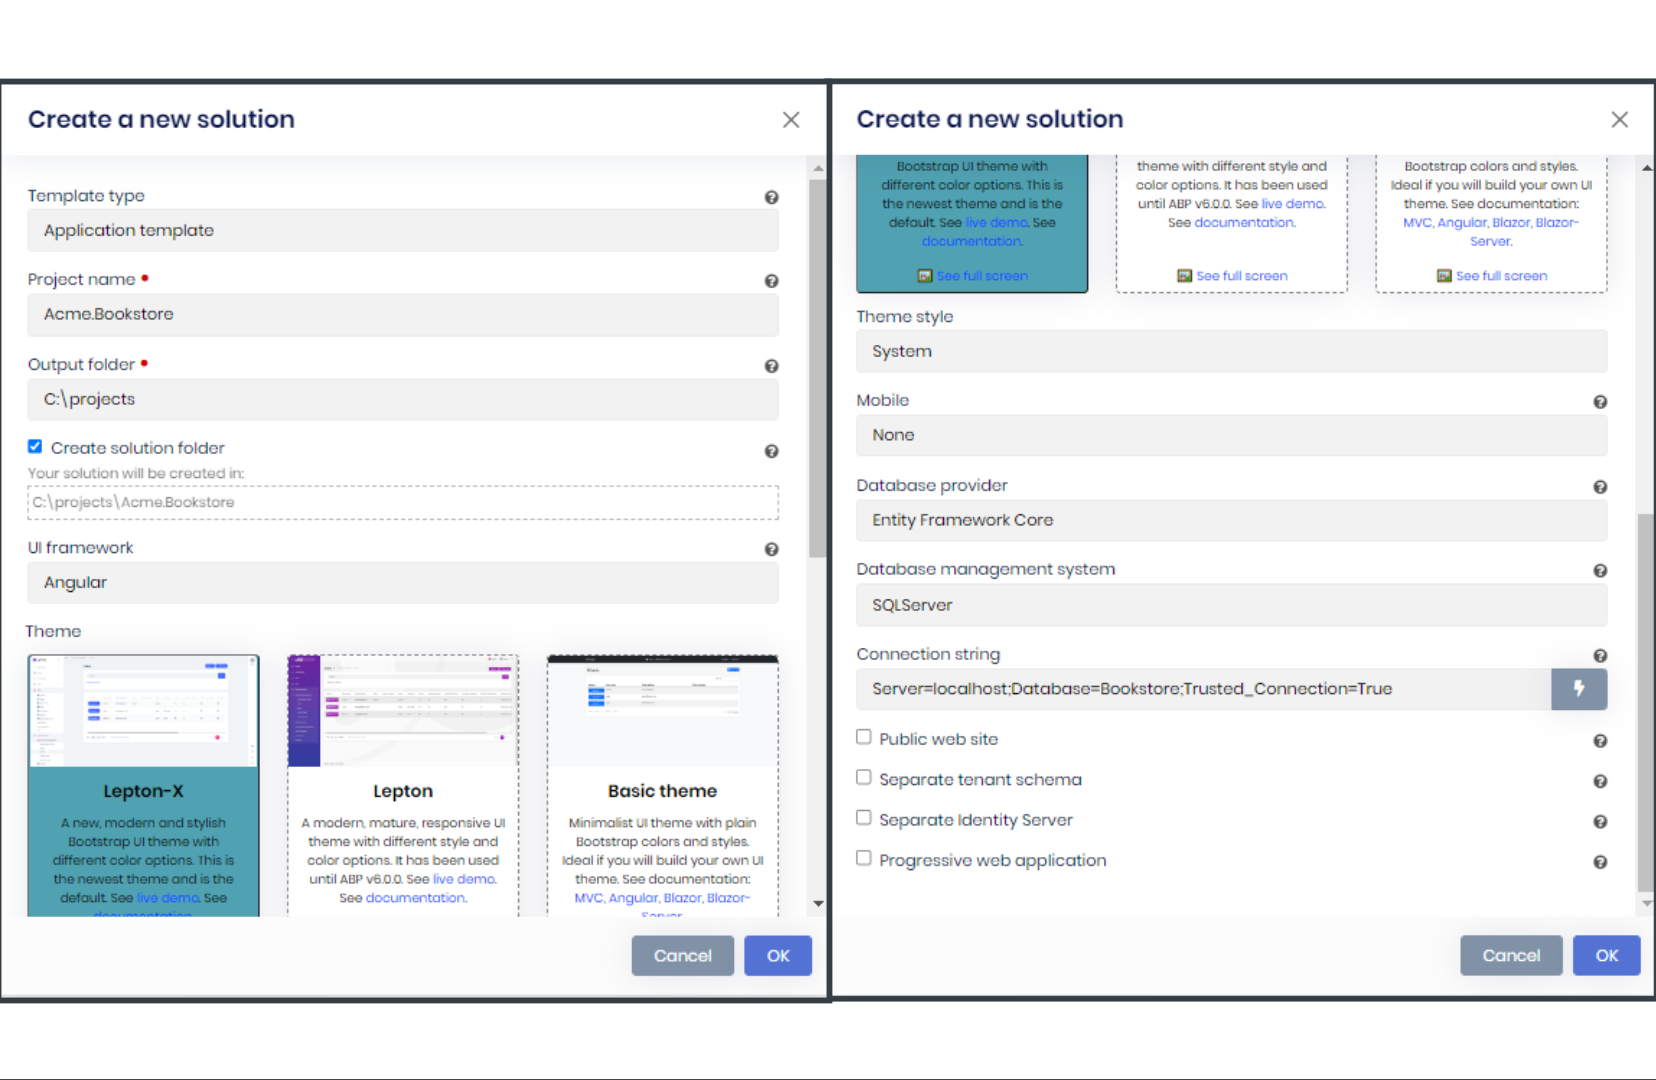 Create a new solution
Template type
Application template
Project name
Acme.Bookstore
Output folder
C:\projects
Create solution folder
Your solution will be created in:
C:\projects\Acme.Bookstore
UI framework
Angular
Theme
Lepton-X
A new, modern and stylish
Bootstrap UI theme with
different color options. This is
the newest theme and is the
default. See live demo. See
documentation.
Lepton
A modern, mature, responsive UI
theme with different style and
color options. It has been used
until ABP v6.0.0. See live demo.
See documentation.
Basic theme
Minimalist UI theme with plain
Bootstrap colors and styles.
Ideal if you will build your own UI
theme. See documentation:
MVC, Angular, Blazor, Blazor-
Server.
Cancel
OK
Create a new solution
Bootstrap UI theme with
different color options. This is
the newest theme and is the
default. See live demo. See
documentation.
See full screen
theme with different style and
color options. It has been used
until ABP v6.0.0. See live demo.
See documentation.
See full screen
Bootstrap colors and styles.
Ideal if you will build your own UI
theme. See documentation:
MVC, Angular, Blazor, Blazor-
Server.
See full screen
Theme style
System
Mobile
None
Database provider
Entity Framework Core
Database management system
SQLServer
Connection string
Server=localhost;Database=Bookstore;Trusted_Connection=True
Public web site
Separate tenant schema
Separate Identity Server
Progressive web application
Cancel
OK